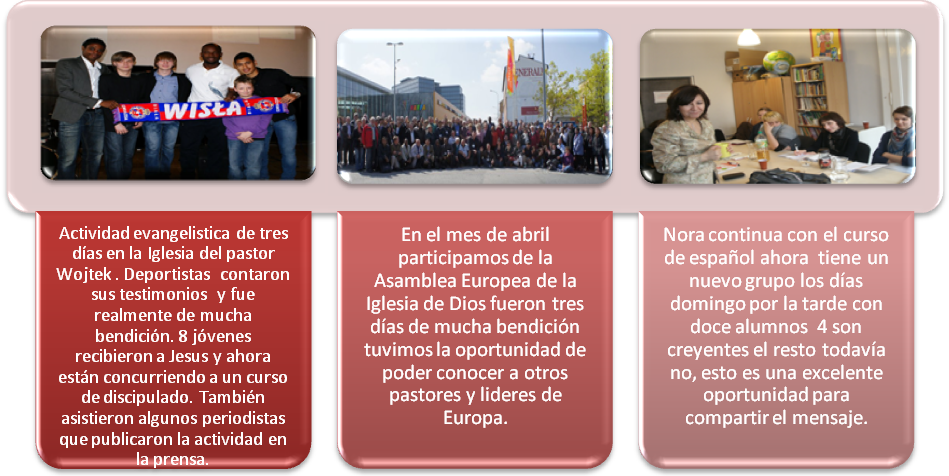 WISŁA
GENERALI
Actividad evangelistica de tres
días en la Iglesia del pastor
Wojtek . Deportistas contaron
sus testimonios y fue
realmente de mucha
bendición. 8 jóvenes
recibieron a Jesus y ahora
están concurriendo a un curso
de discipulado. También
asistieron algunos periodistas
que publicaron la actividad en
la prensa.
En el mes de abril
participamos de la
Asamblea Europea de la
Iglesia de Dios fueron tres
días de mucha bendición
tuvimos la oportunidad de
poder conocer a otros
pastores y lideres de
Europa.
Nora continua con el curso
de español ahora tiene un
nuevo grupo los días
domingo por la tarde con
doce alumnos 4 son
creyentes el resto todavía
no, esto es una excelente
oportunidad para
compartir el mensaje.